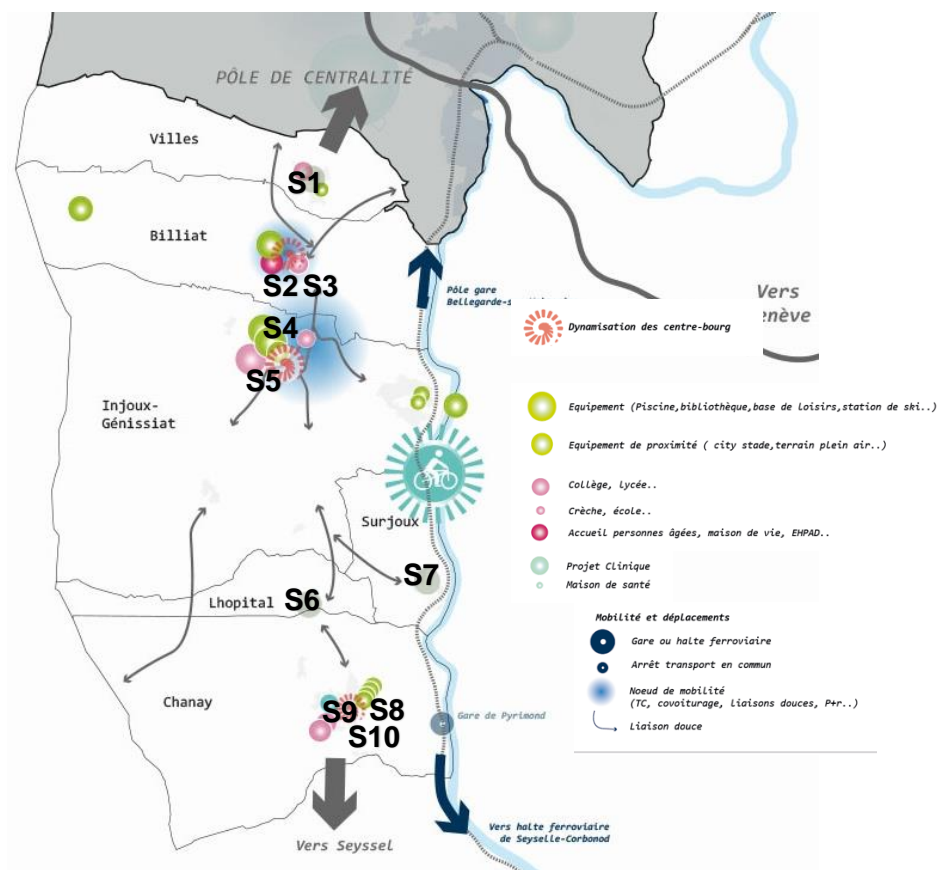 PÔLE DE CENTRALITÉ
Villes
S1
Billiat
S2 S3
Pôle gare
Bellegarde-s
Vers
enève
S4
Dynamisation des centre-bourg
S5
Injoux-
Génissiat
Equipement (Piscine,bibliothèque,base de loisirs,station de ski..)
Equipement de proximité ( city stade,terrain plein air..)
Collège, lycée..
Crèche, école..
Accueil personnes âgées, maison de vie, EHPAD..
Surjoux
Projet Clinique
S7
Maison de santé
Lhopital
S6
Mobilité et déplacements
Gare ou halte ferroviaire
Arrêt transport en commun
Noeud de mobilité
(TC, covoiturage, liaisons douces, P+r..)
Liaison douce
Chanay
S9 S8
S10
Gare de Pyrimond
Vers halte ferroviaire
de Seyselle-Corbonod
Vers Seyssel